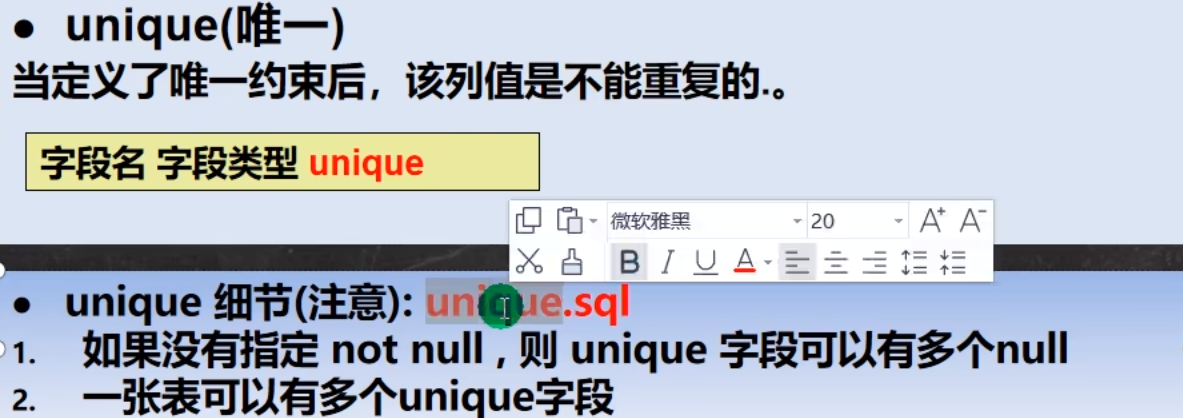 ● unique(唯一)
当定义了唯一约束后，该列值是不能重复的.。
字段名 字段类型 unique
微软雅黑 20 A+ A-
B I U A
● unique 细节(注意): unique.sql
1. 如果没有指定 not null , 则 unique 字段可以有多个null
2. 一张表可以有多个unique字段